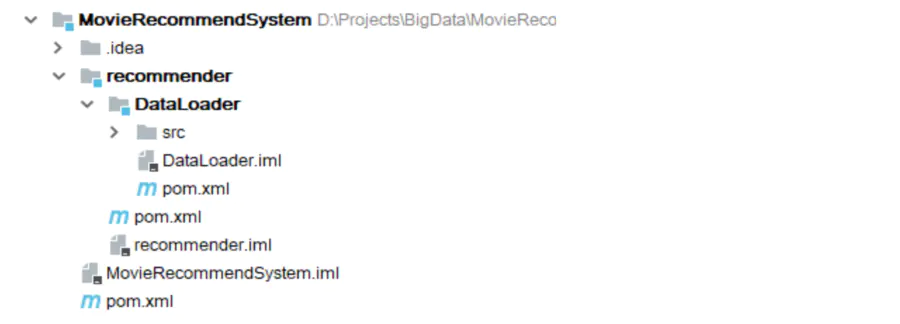 MovieRecommendSystem D:\Projects\BigData\MovieReco
.idea
recommender
DataLoader
src
DataLoader.iml
pom.xml
pom.xml
recommender.iml
MovieRecommendSystem.iml
pom.xml